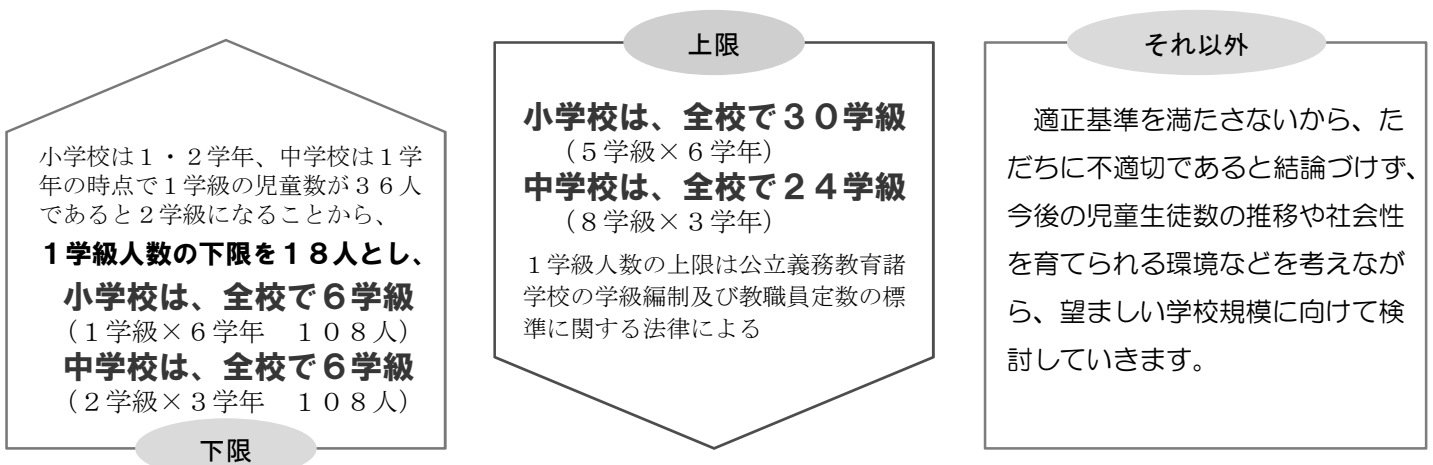 小学校は１・２学年、中学校は１学
年の時点で１学級の児童数が３６人
であると２学級になることから、
１学級人数の下限を１８人とし、
小学校は、全校で６学級
（１学級×６学年　１０８人）
中学校は、全校で６学級
（２学級×３学年　１０８人）
下限
上限
小学校は、全校で３０学級
（５学級×６学年）
中学校は、全校で２４学級
（８学級×３学年）
１学級人数の上限は公立義務教育諸
学校の学級編制及び教職員定数の標
準に関する法律による
それ以外
適正基準を満たさないから、た
だちに不適切であると結論づけず、
今後の児童生徒数の推移や社会性
を育てられる環境などを考えなが
ら、望ましい学校規模に向けて検
討していきます。